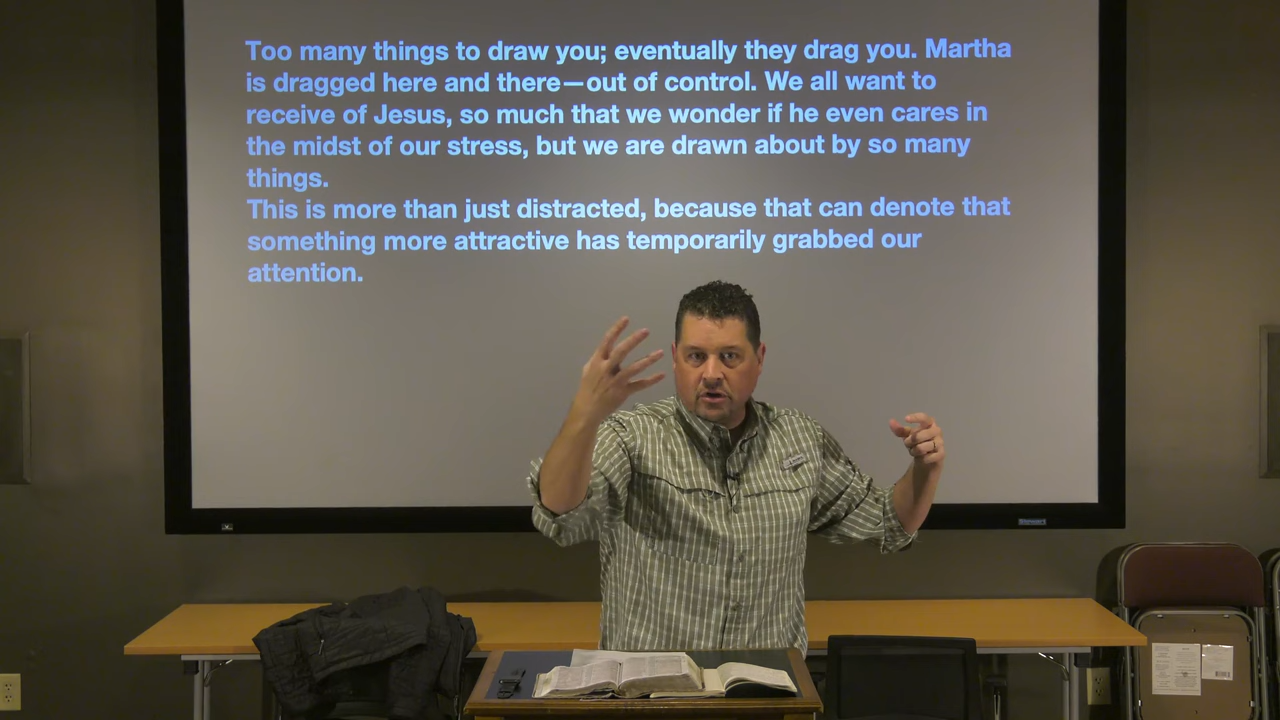 Too many things to draw you; eventually they drag you. Martha
is dragged here and there—out of control. We all want to
receive of Jesus, so much that we wonder if he even cares in
the midst of our stress, but we are drawn about by so many
things.
This is more than just distracted, because that can denote that
something more attractive has temporarily grabbed our
attention.